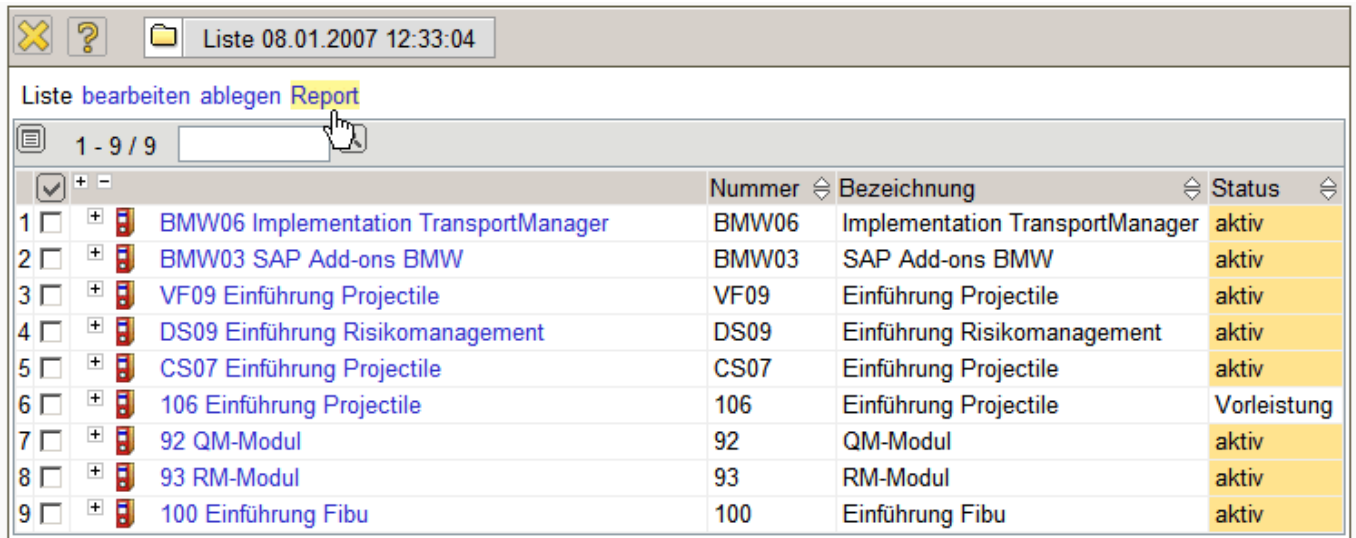 Liste 08.01.2007 12:33:04
Liste bearbeiten ablegen Report
1 - 9 / 9
Nummer Bezeichnung Status
1 BMW06 Implementation TransportManager BMW06 Implementation TransportManager aktiv
2 BMW03 SAP Add-ons BMW BMW03 SAP Add-ons BMW aktiv
3 VF09 Einführung Projectile VF09 Einführung Projectile aktiv
4 DS09 Einführung Risikomanagement DS09 Einführung Risikomanagement aktiv
5 CS07 Einführung Projectile CS07 Einführung Projectile aktiv
6 106 Einführung Projectile 106 Einführung Projectile Vorleistung
7 92 QM-Modul 92 QM-Modul aktiv
8 93 RM-Modul 93 RM-Modul aktiv
9 100 Einführung Fibu 100 Einführung Fibu aktiv